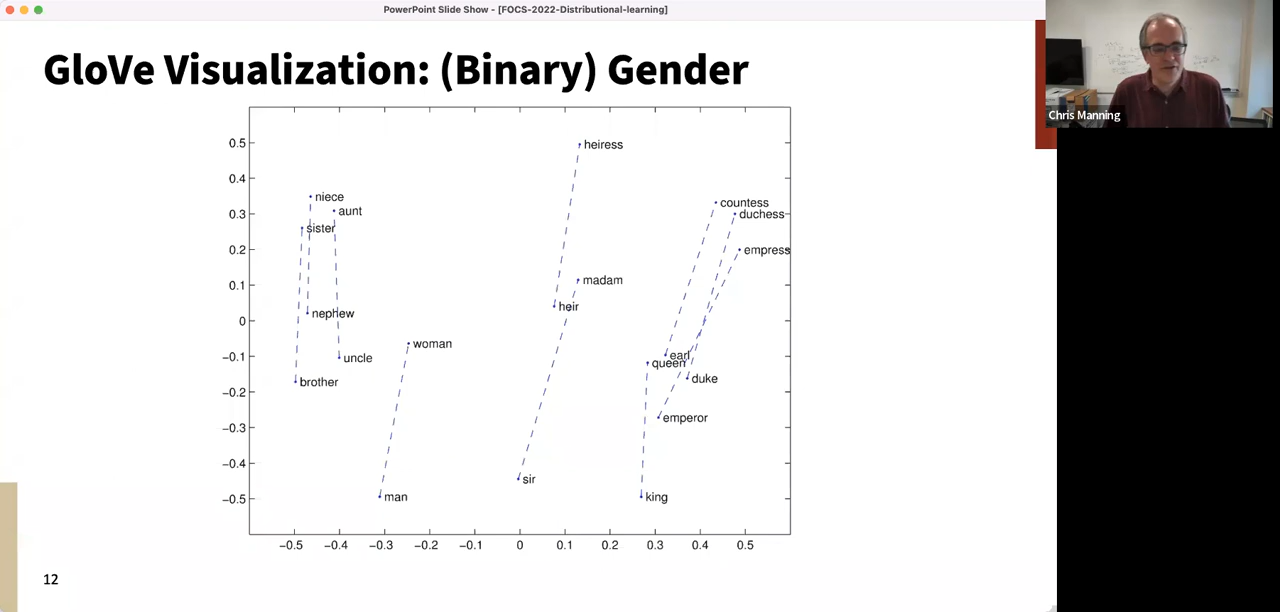 PowerPoint Slide Show - [FOCS-2022-Distributional-learning]
GloVe Visualization: (Binary) Gender
Chris Manning
0.5
0.4
0.3
0.2
0.1
0
−0.1
−0.2
−0.3
−0.4
−0.5
heiress
niece
aunt
sister
countess
duchess
empress
madam
heir
nephew
woman
uncle
earl
queen
brother
duke
emperor
sir
man
king
−0.5 −0.4 −0.3 −0.2 −0.1 0 0.1 0.2 0.3 0.4 0.5
12